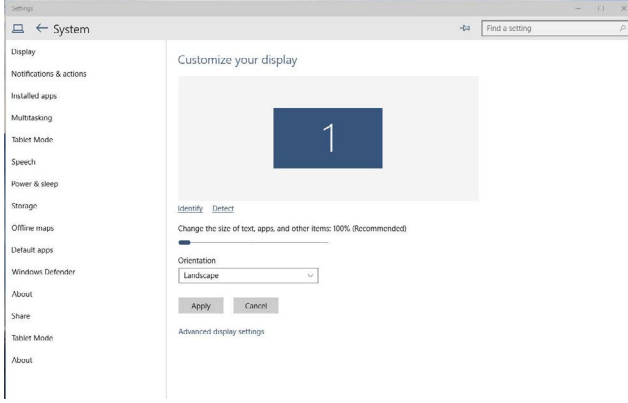 Settings
System
Find a setting
Display
Notifications & actions
Installed apps
Multitasking
Tablet Mode
Speech
Power & sleep
Storage
Offline maps
Default apps
Windows Defender
About
Share
Tablet Mode
About
Customize your display
1
Identify Detect
Change the size of text, apps, and other items: 100% (Recommended)
Orientation
Landscape
Apply Cancel
Advanced display settings